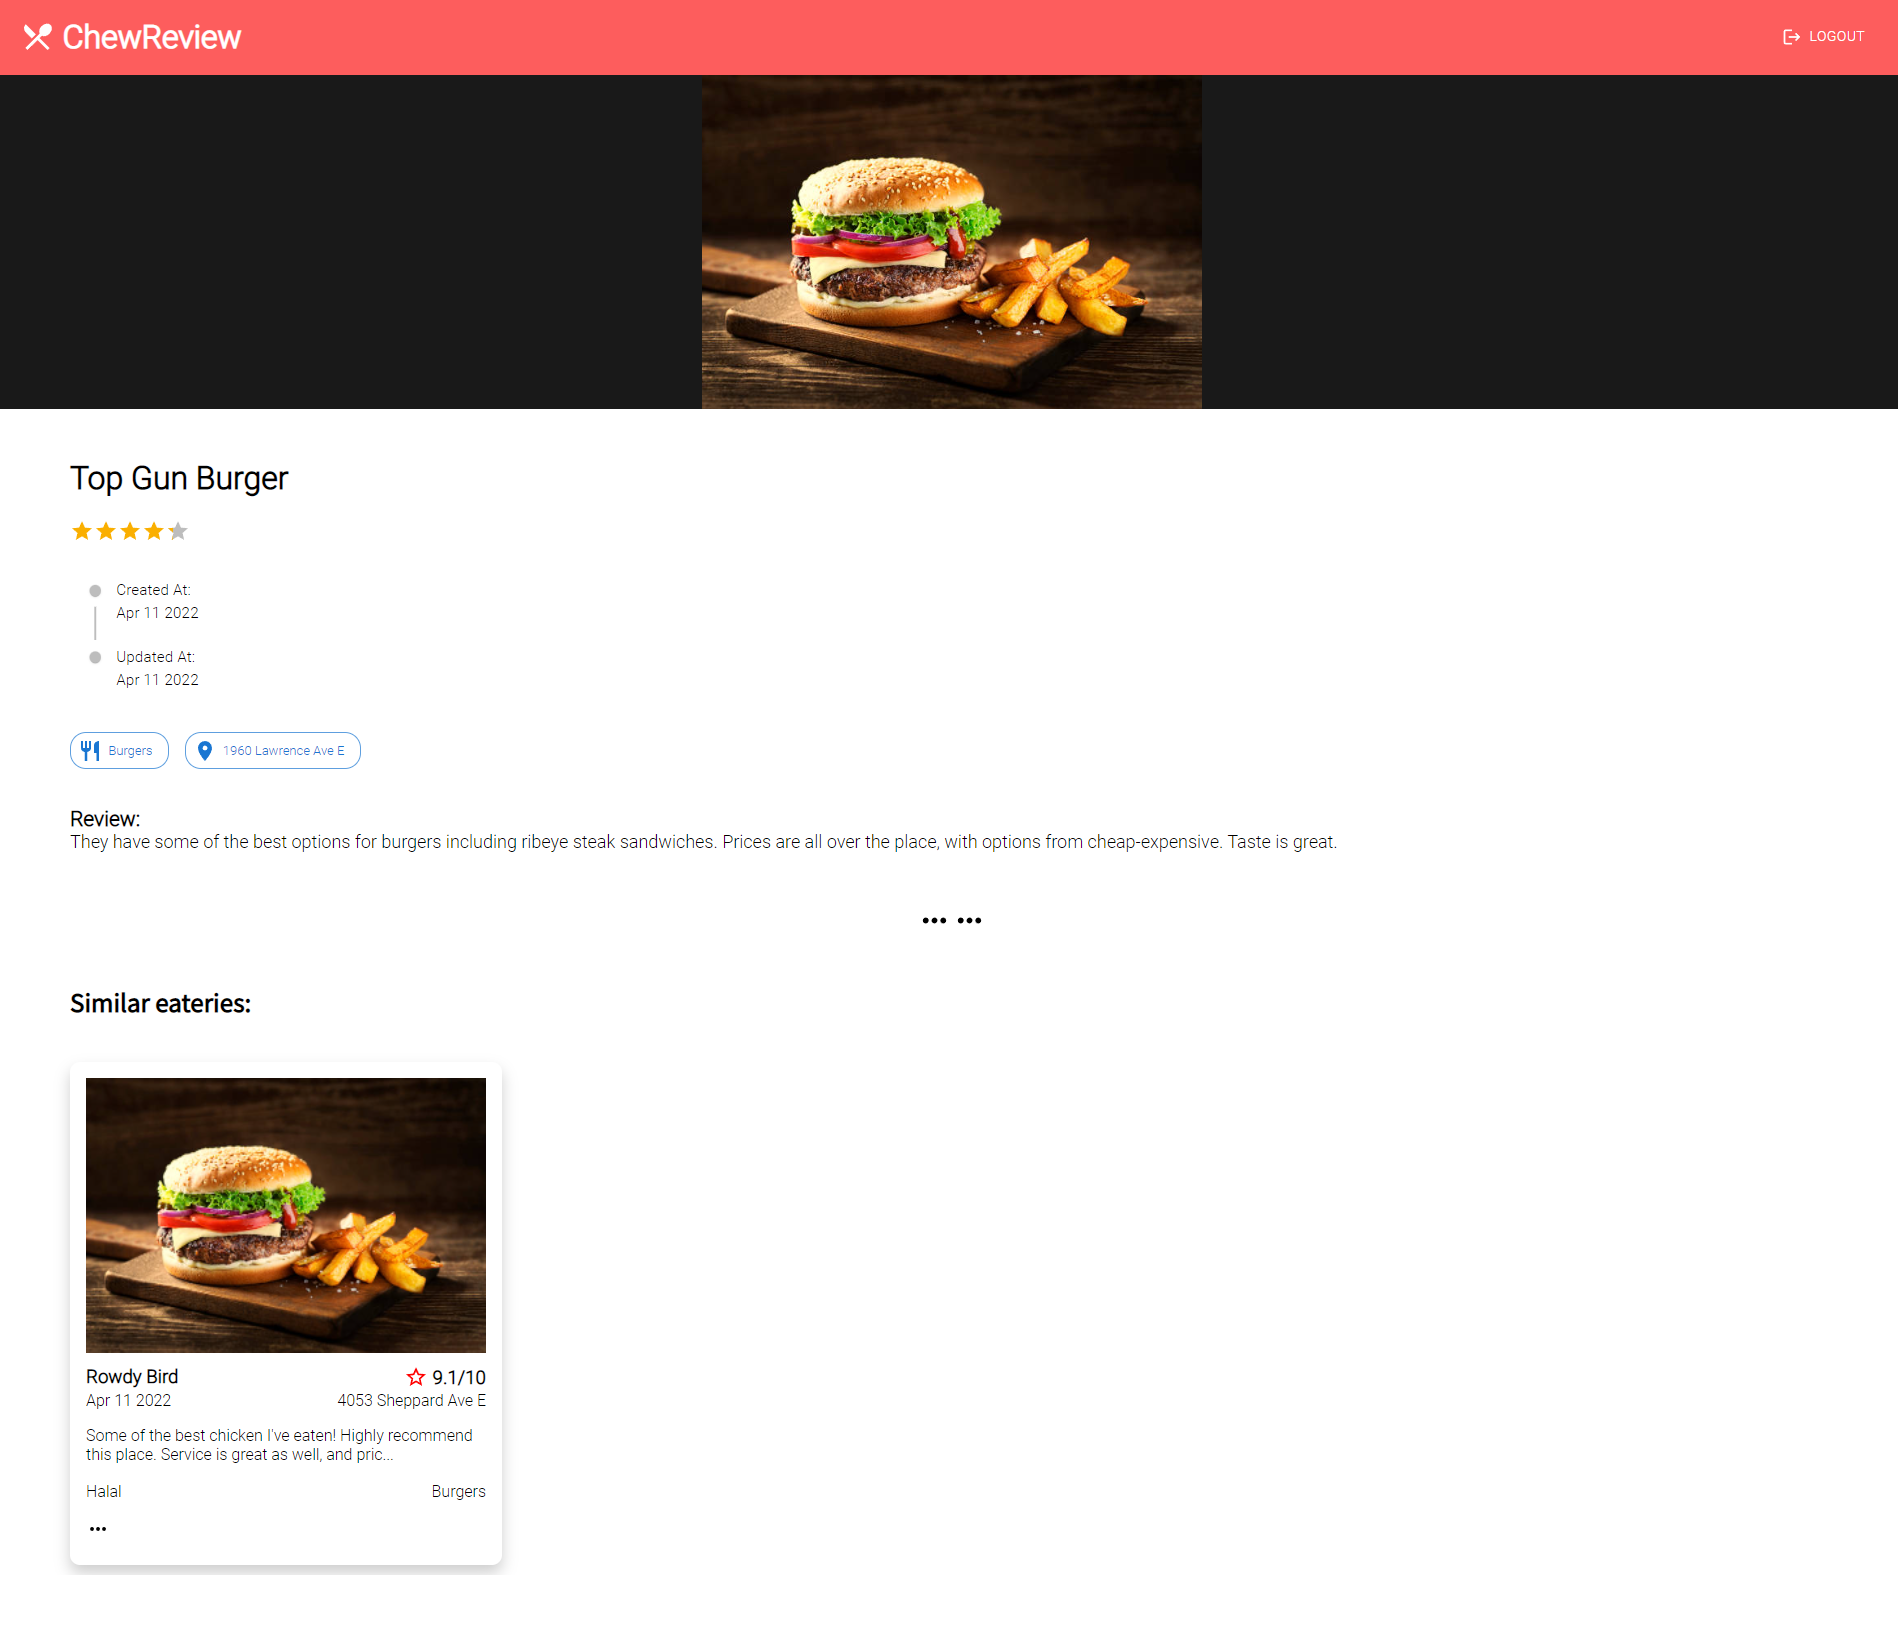 ChewReview
LOGOUT
Top Gun Burger
Created At:
Apr 11 2022
Updated At:
Apr 11 2022
Burgers
1960 Lawrence Ave E
Review:
They have some of the best options for burgers including ribeye steak sandwiches. Prices are all over the place, with options from cheap-expensive. Taste is great.
Similar eateries:
Rowdy Bird
9.1/10
Apr 11 2022
4053 Sheppard Ave E
Some of the best chicken I've eaten! Highly recommend
this place. Service is great as well, and pric...
Halal
Burgers